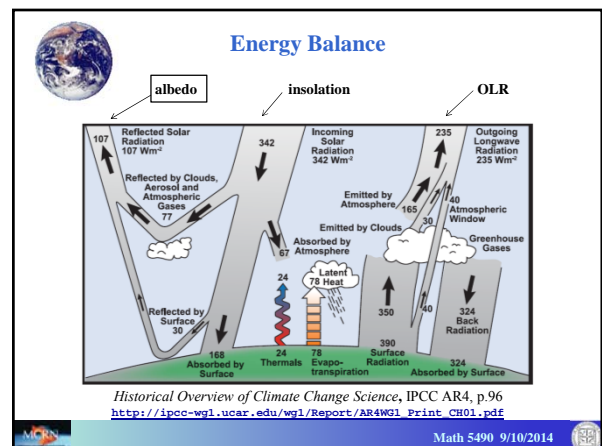 Energy Balance
albedo
insolation
OLR
107
Reflected Solar
Radiation
107 Wm-2
342
Incoming
Solar
Radiation
342 Wm-2
235
Outgoing
Longwave
Radiation
235 Wm-2
Reflected by Clouds,
Aerosol and
Atmospheric
Gases
77
Emitted by
Atmosphere
165
Emitted by Clouds
30
40
Atmospheric
Window
Greenhouse
Gases
67
Absorbed by
Atmosphere
24
78
Latent
Heat
Reflected by
Surface
30
350
40
324
Back
Radiation
168
Absorbed by
Surface
24
Thermals
78
Evapo-
transpiration
390
Surface
Radiation
324
Absorbed by Surface
Historical Overview of Climate Change Science, IPCC AR4, p.96
http://ipcc-wg1.ucar.edu/wg1/Report/AR4WG1_Print_CH01.pdf
MCRN
Math 5490 9/10/2014